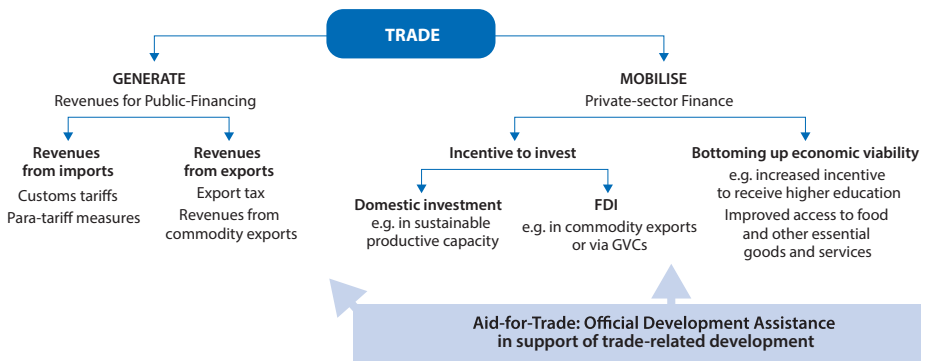 TRADE
GENERATE
Revenues for Public-Financing
MOBILISE
Private-sector Finance
Revenues
from imports
Customs tariffs
Para-tariff measures
Revenues
from exports
Export tax
Revenues from
commodity exports
Incentive to invest
Domestic investment
e.g. in sustainable
productive capacity
FDI
e.g. in commodity exports
or via GVCs
Bottoming up economic viability
e.g. increased incentive
to receive higher education
Improved access to food
and other essential
goods and services
Aid-for-Trade: Official Development Assistance
in support of trade-related development